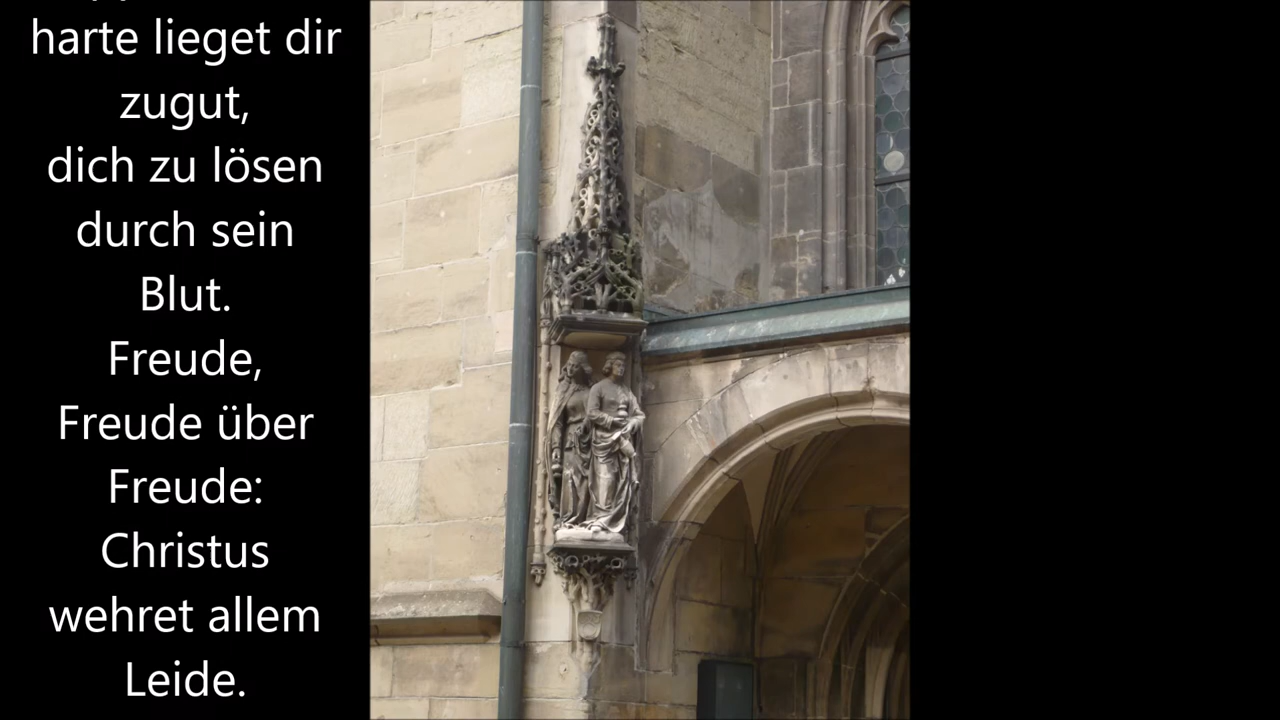 harte lieget dir
zugut,
dich zu lösen
durch sein
Blut.
Freude,
Freude über
Freude:
Christus
wehret allem
Leide.